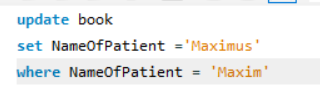 update book
set NameOfPatient ='Maximus'
where NameOfPatient = 'Maxim'